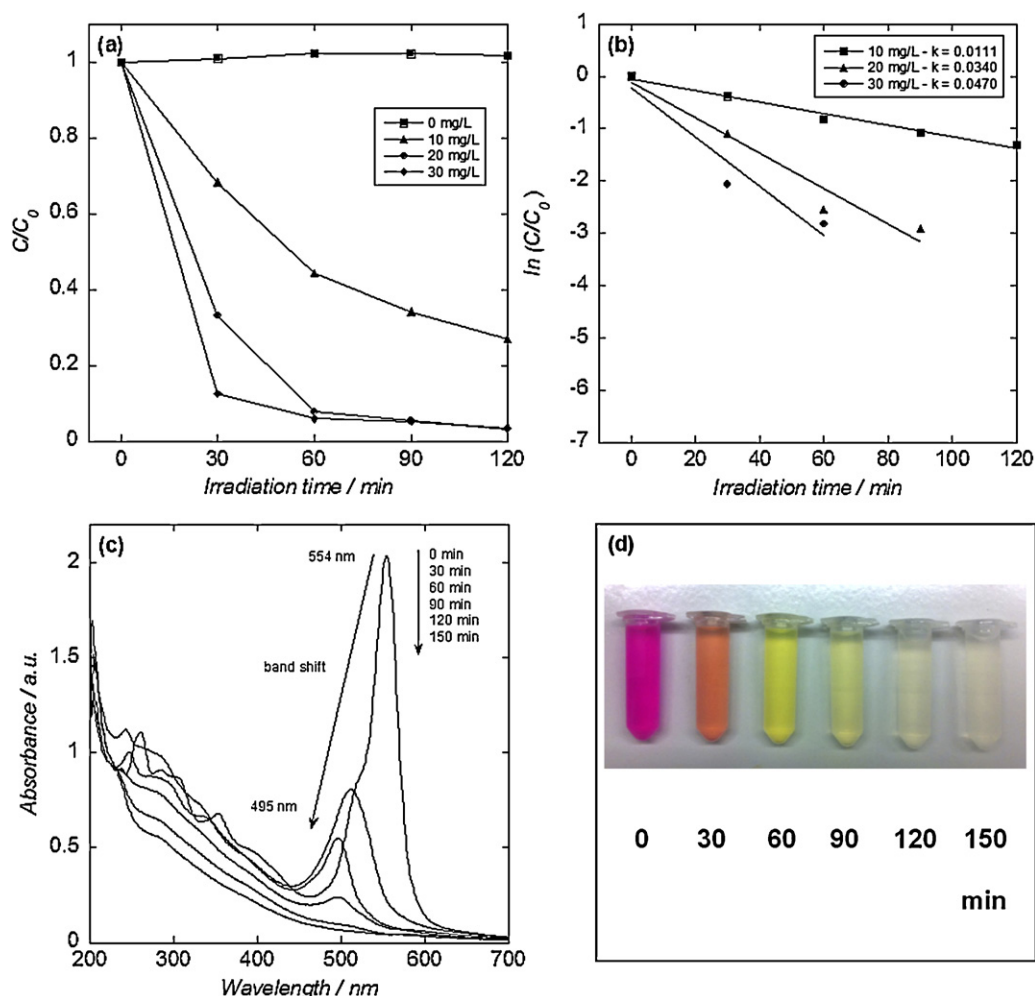 (a)
1
0.8
0.6
0.4
0.2
0
C/C0
0 mg/L
10 mg/L
20 mg/L
30 mg/L
0 30 60 90 120
Irradiation time / min
(b)
1
0
-1
-2
-3
-4
-5
-6
-7
ln (C/C0)
10 mg/L - k = 0.0111
20 mg/L - k = 0.0340
30 mg/L - k = 0.0470
0 20 40 60 80 100 120
Irradiation time / min
(c)
2
1.5
1
0.5
0
Absorbance / a.u.
554 nm
0 min
30 min
60 min
90 min
120 min
150 min
band shift
495 nm
200 300 400 500 600 700
Wavelength / nm
(d)
0 30 60 90 120 150
min